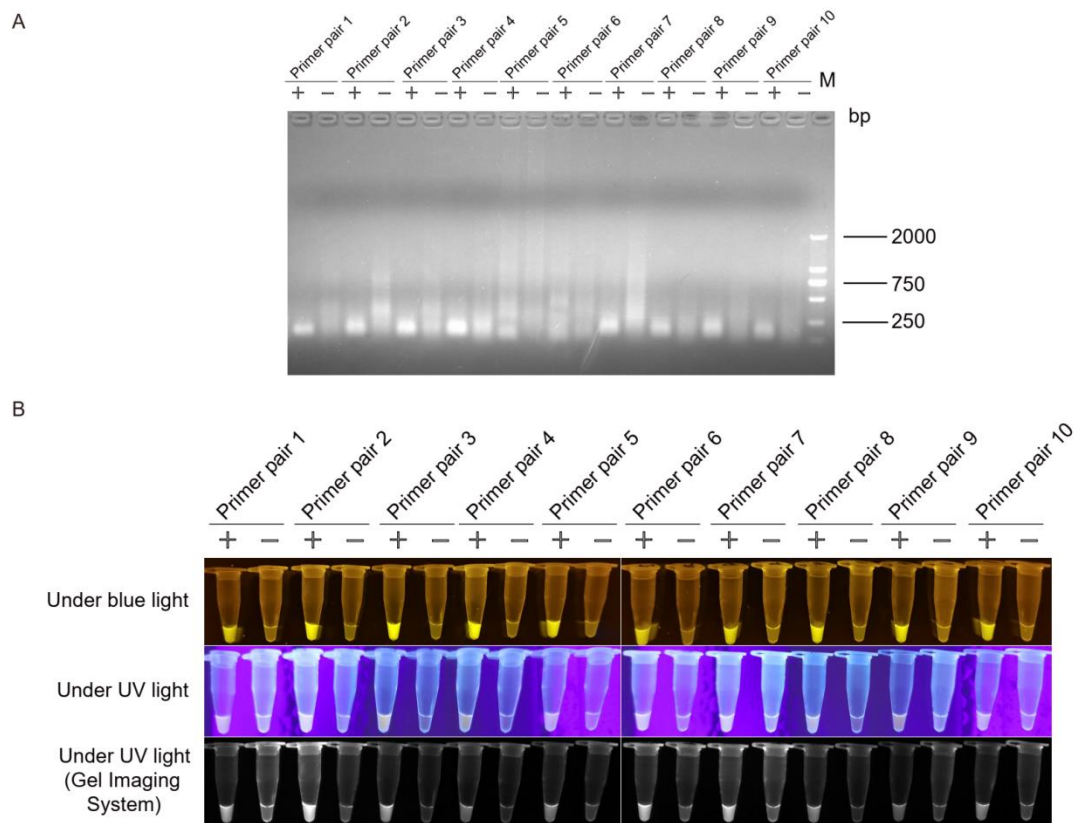 A
Primer pair 1 Primer pair 2 Primer pair 3 Primer pair 4 Primer pair 5 Primer pair 6 Primer pair 7 Primer pair 8 Primer pair 9 Primer pair 10
+ − + − + − + − + − + − + − + − + − + − M
bp
2000
750
250
B
Primer pair 1 Primer pair 2 Primer pair 3 Primer pair 4 Primer pair 5 Primer pair 6 Primer pair 7 Primer pair 8 Primer pair 9 Primer pair 10
+ − + − + − + − + − + − + − + − + − + −
Under blue light
Under UV light
Under UV light
(Gel Imaging
System)